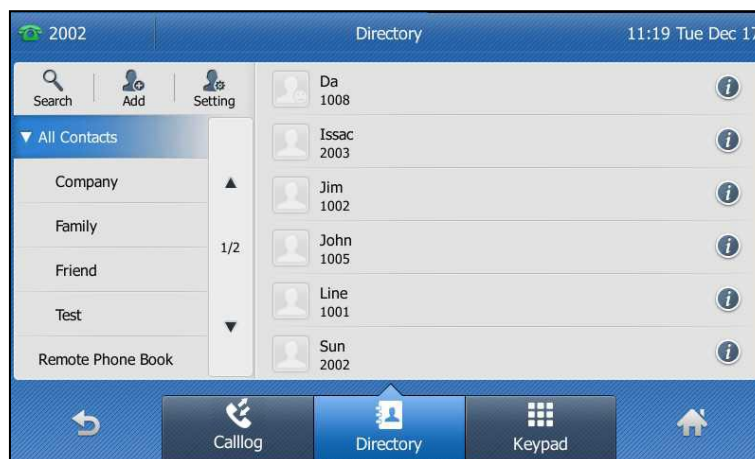 2002 Directory 11:19 Tue Dec 17
Search Add Setting
All Contacts
Company
Family
Friend
Test
Remote Phone Book
1/2
Da
1008
Issac
2003
Jim
1002
John
1005
Line
1001
Sun
2002
Calllog Directory Keypad